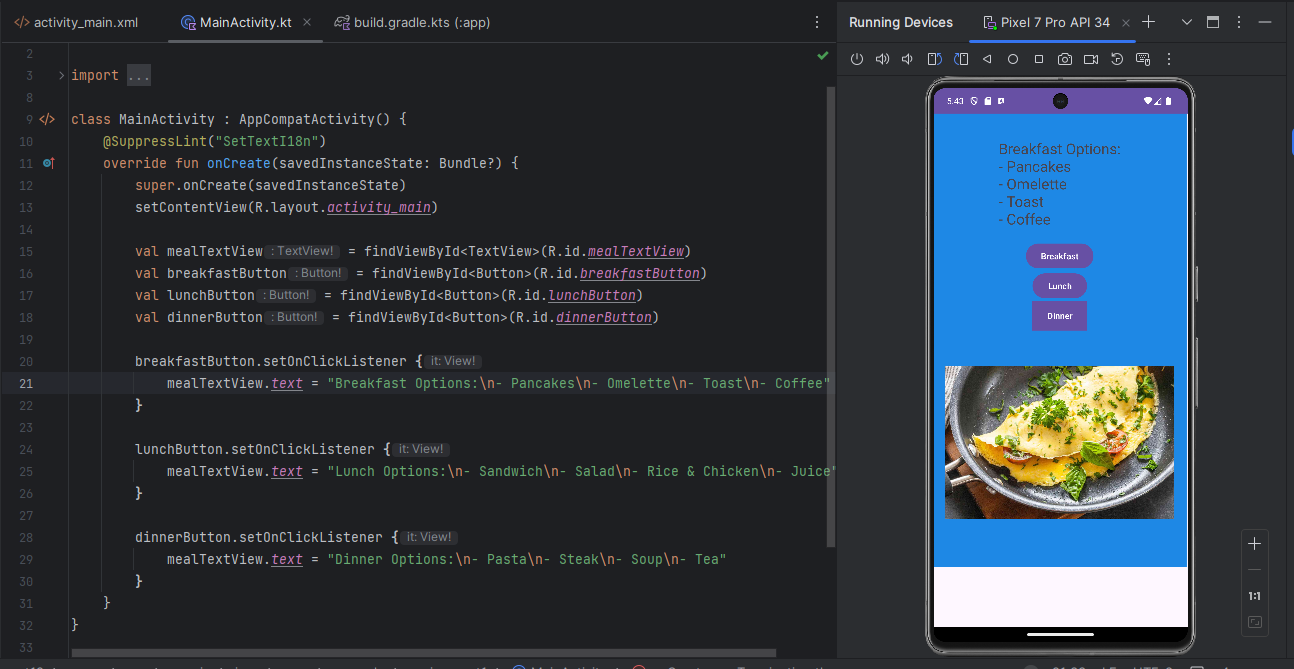 activity_main.xml MainActivity.kt build.gradle.kts (:app)
Running Devices Pixel 7 Pro API 34
2
3 import ...
8
9 class MainActivity : AppCompatActivity() {
10 @SuppressLint("SetTextI18n")
11 override fun onCreate(savedInstanceState: Bundle?) {
12 super.onCreate(savedInstanceState)
13 setContentView(R.layout.activity_main)
14
15 val mealTextView : TextView! = findViewById<TextView>(R.id.mealTextView)
16 val breakfastButton : Button! = findViewById<Button>(R.id.breakfastButton)
17 val lunchButton : Button! = findViewById<Button>(R.id.lunchButton)
18 val dinnerButton : Button! = findViewById<Button>(R.id.dinnerButton)
19
20 breakfastButton.setOnClickListener { it: View!
21 mealTextView.text = "Breakfast Options:\n- Pancakes\n- Omelette\n- Toast\n- Coffee"
22 }
23
24 lunchButton.setOnClickListener { it: View!
25 mealTextView.text = "Lunch Options:\n- Sandwich\n- Salad\n- Rice & Chicken\n- Juice"
26 }
27
28 dinnerButton.setOnClickListener { it: View!
29 mealTextView.text = "Dinner Options:\n- Pasta\n- Steak\n- Soup\n- Tea"
30 }
31 }
32 }
33
5:43
Breakfast Options:
- Pancakes
- Omelette
- Toast
- Coffee
Breakfast
Lunch
Dinner
1:1